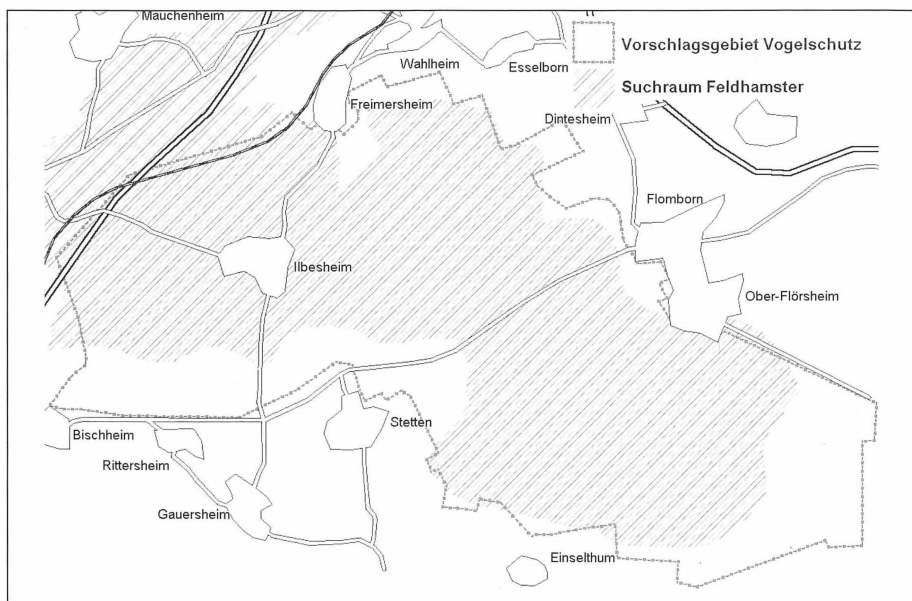 Mauchenheim
Wahlheim
Esselborn
Vorschlagsgebiet Vogelschutz
Suchraum Feldhamster
Freimersheim
Dintesheim
Flomborn
Ilbesheim
Ober-Flörsheim
Stetten
Bischheim
Rittersheim
Gauersheim
Einselthum